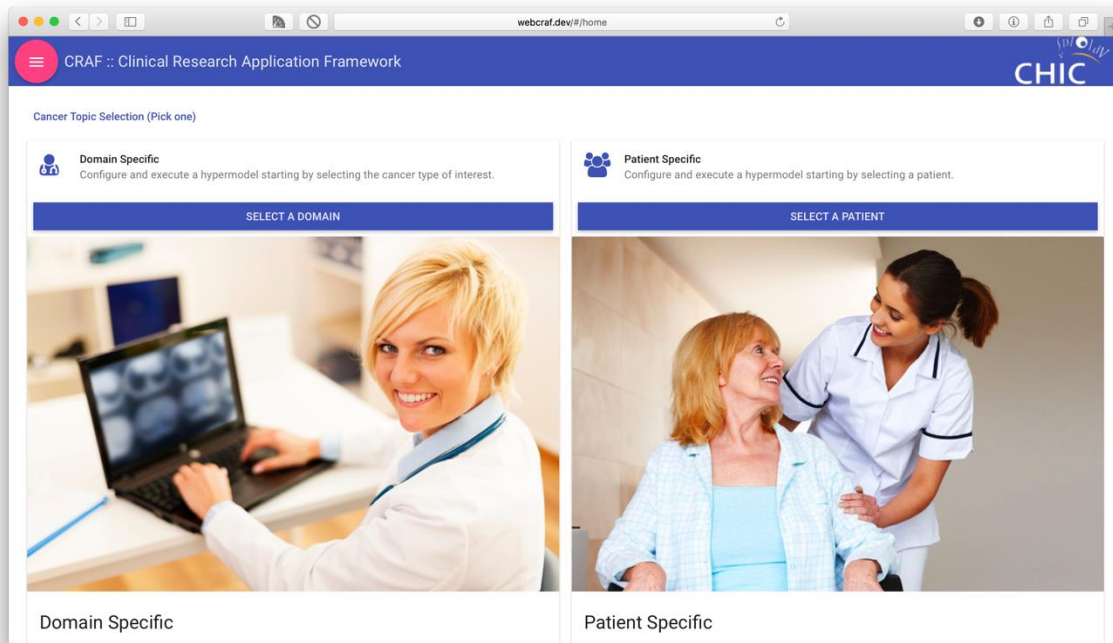 webcraf.dev/#/home
CRAF :: Clinical Research Application Framework
CHIC
Cancer Topic Selection (Pick one)
Domain Specific
Configure and execute a hypermodel starting by selecting the cancer type of interest.
SELECT A DOMAIN
Domain Specific
Patient Specific
Configure and execute a hypermodel starting by selecting a patient.
SELECT A PATIENT
Patient Specific